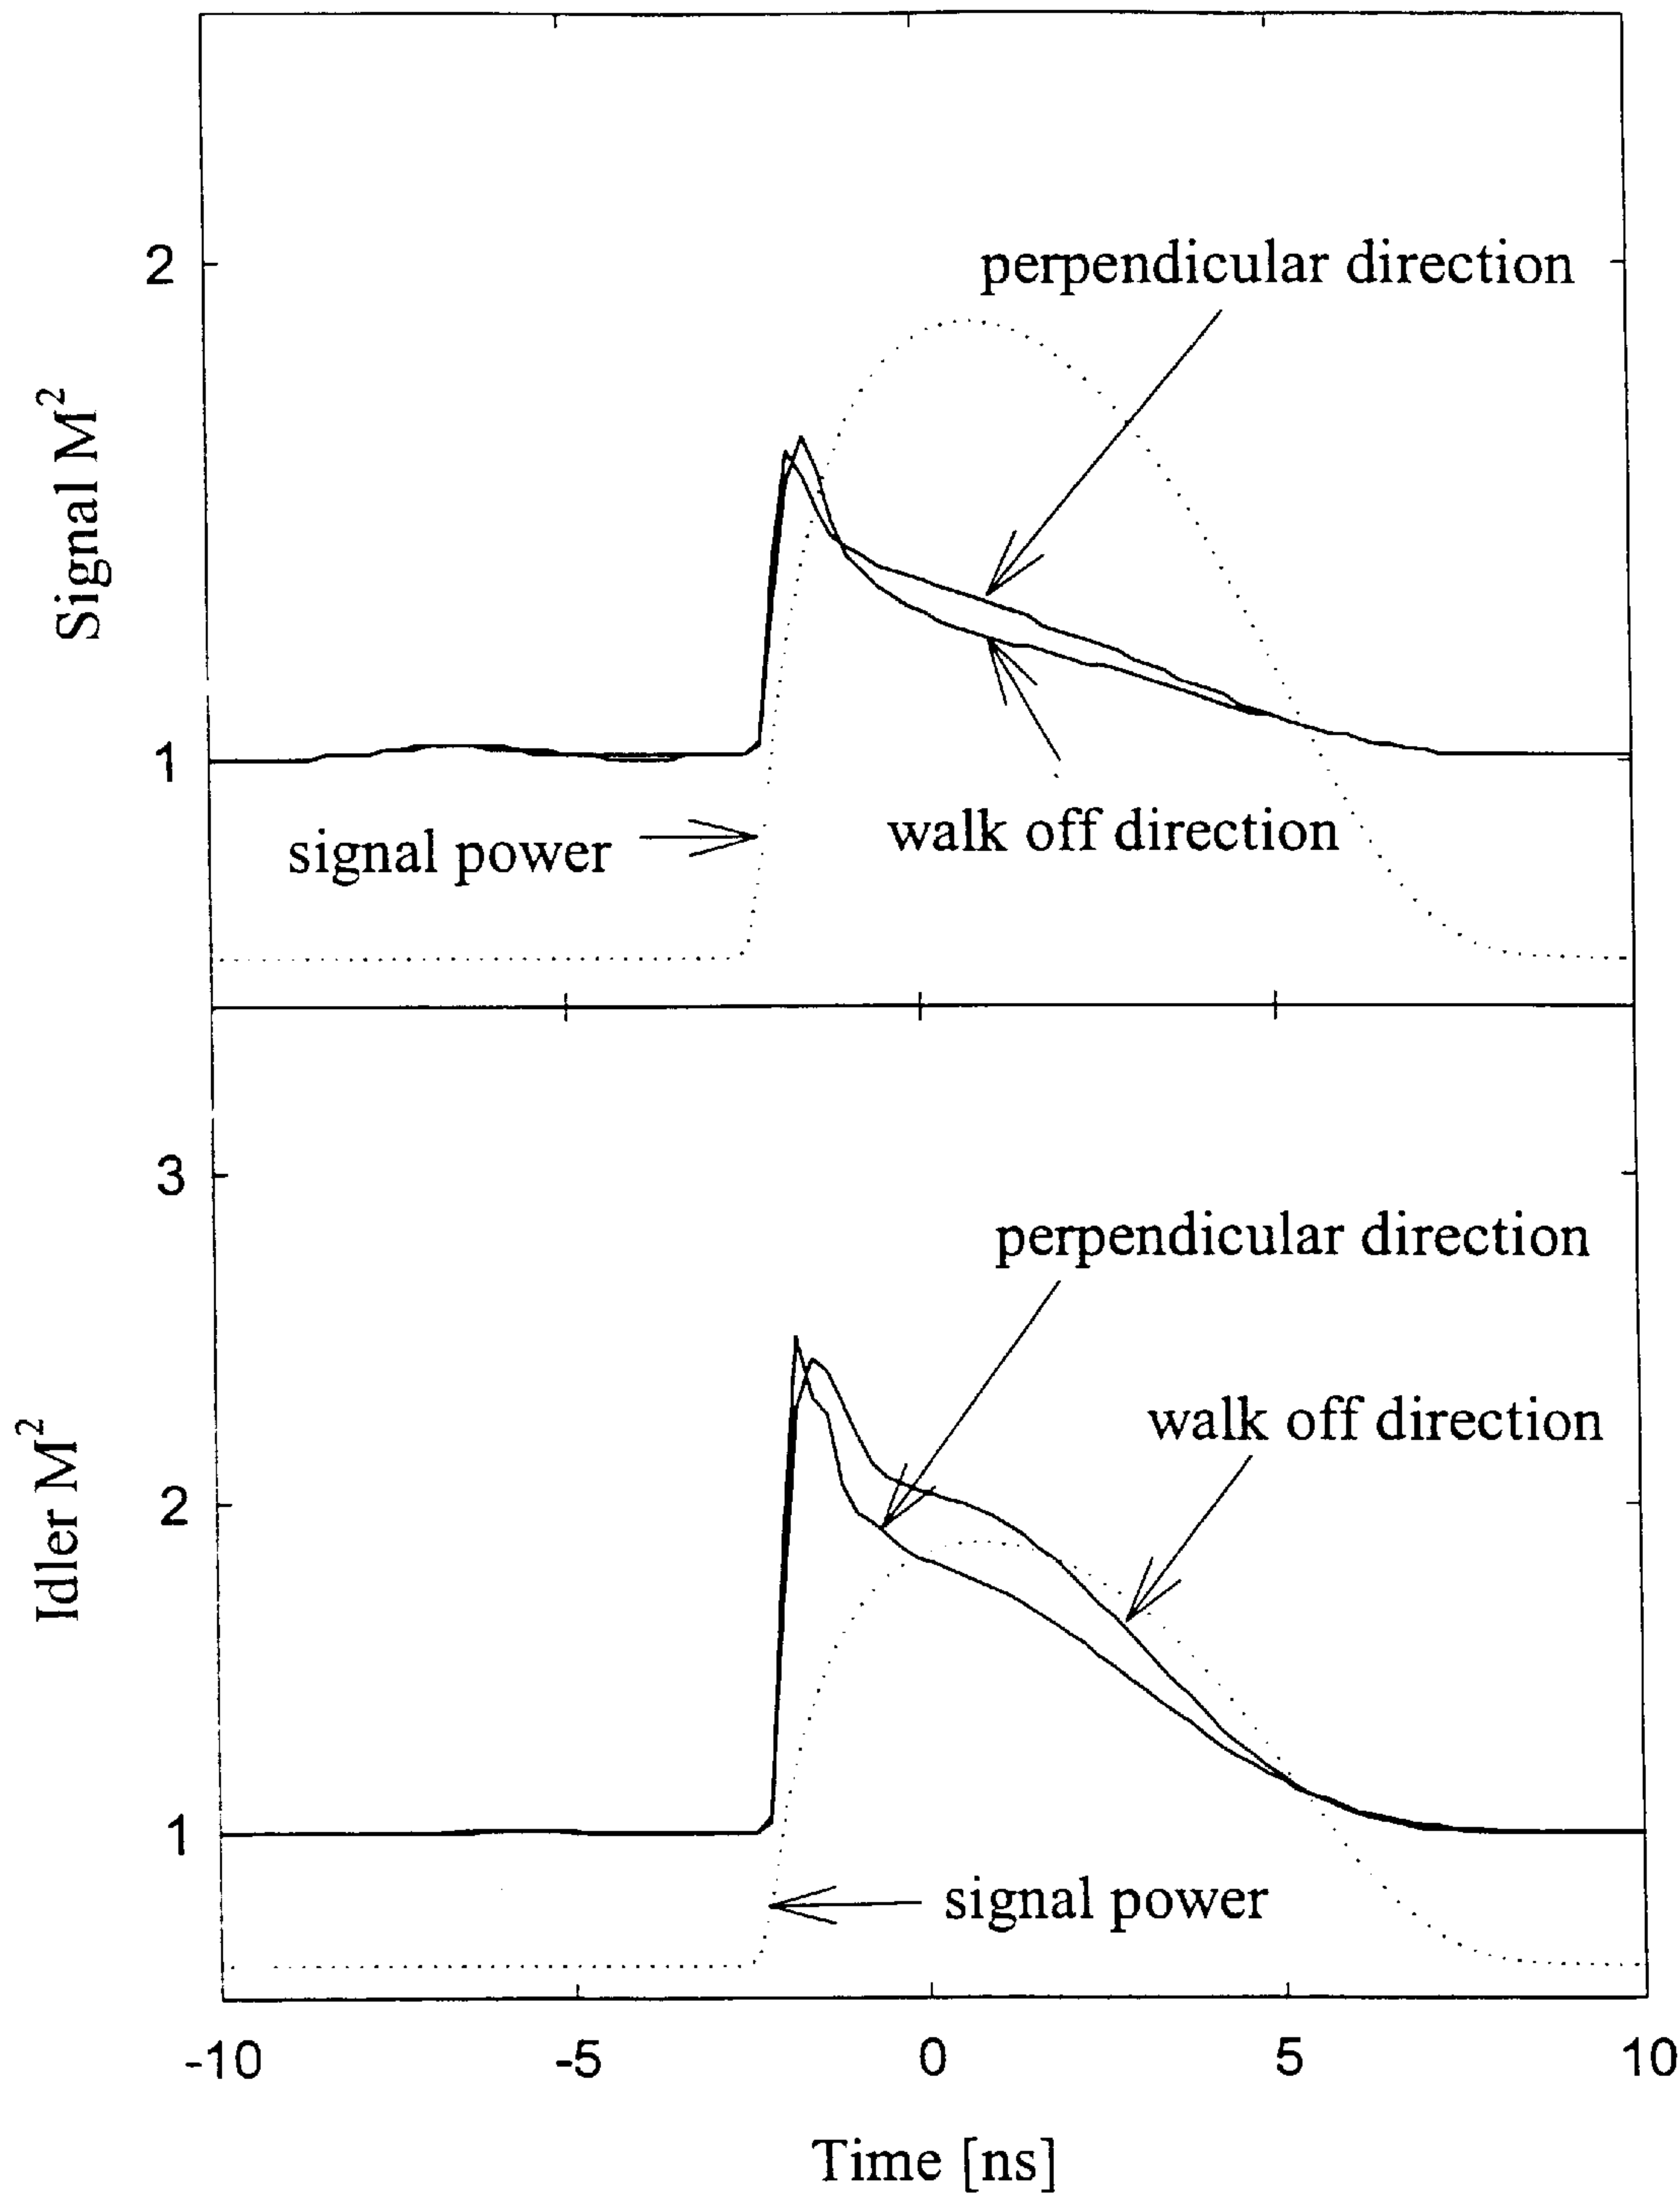 2
perpendicular direction
Signal M²
1
signal power
walk off direction
3
perpendicular direction
walk off direction
Idler M²
2
1
signal power
-10 -5 0 5 10
Time [ns]